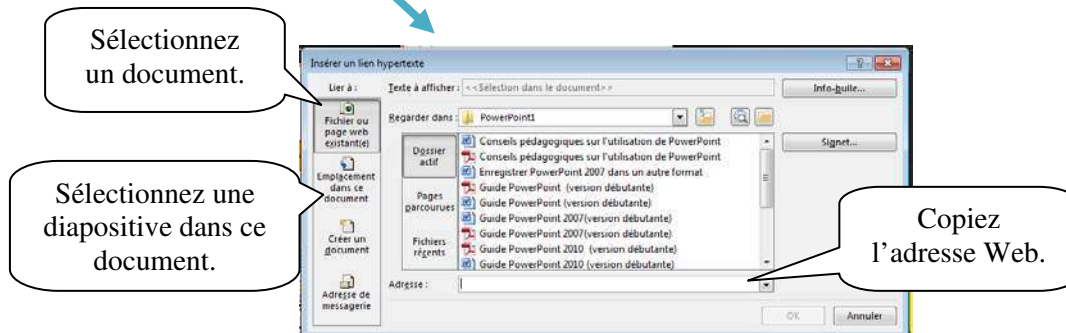 Sélectionnez
un document.
Insérer un lien hypertexte
Lier à :
Texte à afficher :
<<Sélection dans le document>>
Info-bulle...
Fichier ou
page web
existant(e)
Regarder dans :
PowerPoint1
Signet...
Dossier
actif
Pages
parcourues
Fichiers
récents
Conseils pédagogiques sur l'utilisation de PowerPoint
Conseils pédagogiques sur l'utilisation de PowerPoint
Enregistrer PowerPoint 2007 dans un autre format
Guide PowerPoint (version débutante)
Guide PowerPoint (version débutante)
Guide PowerPoint 2007(version débutante)
Guide PowerPoint 2007(version débutante)
Guide PowerPoint 2010 (version débutante)
Guide PowerPoint 2010 (version débutante)
Emplacement
dans ce
document
Sélectionnez une
diapositive dans ce
document.
Créer un
document
Adresse de
messagerie
Adresse :
Copiez
l'adresse Web.
OK
Annuler